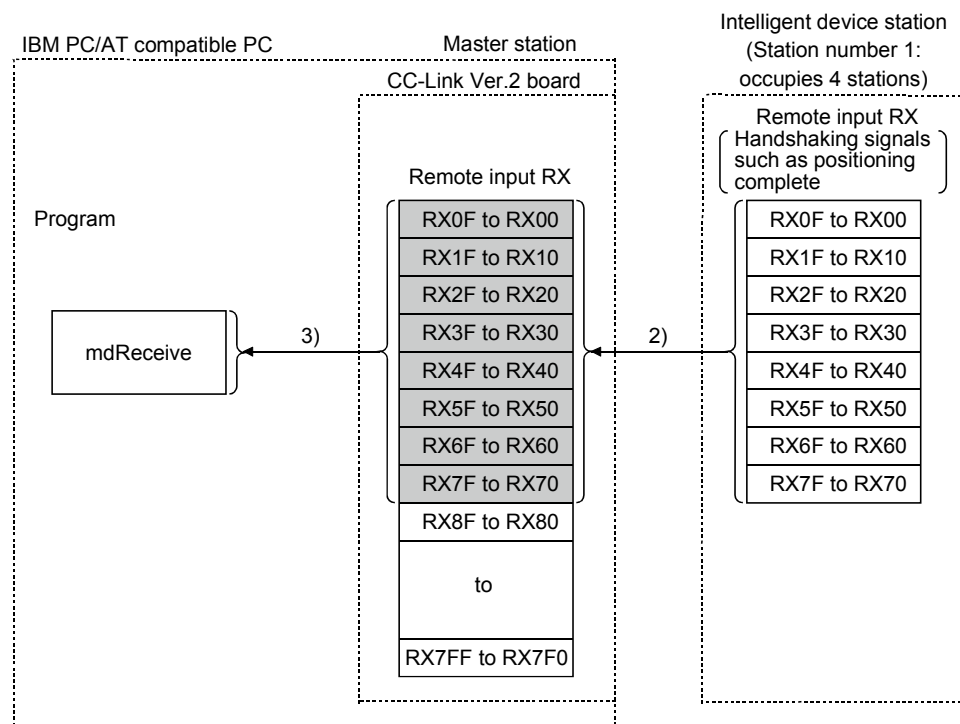 IBM PC/AT compatible PC
Master station
CC-Link Ver.2 board
Intelligent device station
(Station number 1:
occupies 4 stations)
Remote input RX
Handshaking signals
such as positioning
complete
Program
mdReceive
3)
Remote input RX
RX0F to RX00
RX1F to RX10
RX2F to RX20
RX3F to RX30
RX4F to RX40
RX5F to RX50
RX6F to RX60
RX7F to RX70
RX8F to RX80
to
RX7FF to RX7F0
2)
RX0F to RX00
RX1F to RX10
RX2F to RX20
RX3F to RX30
RX4F to RX40
RX5F to RX50
RX6F to RX60
RX7F to RX70